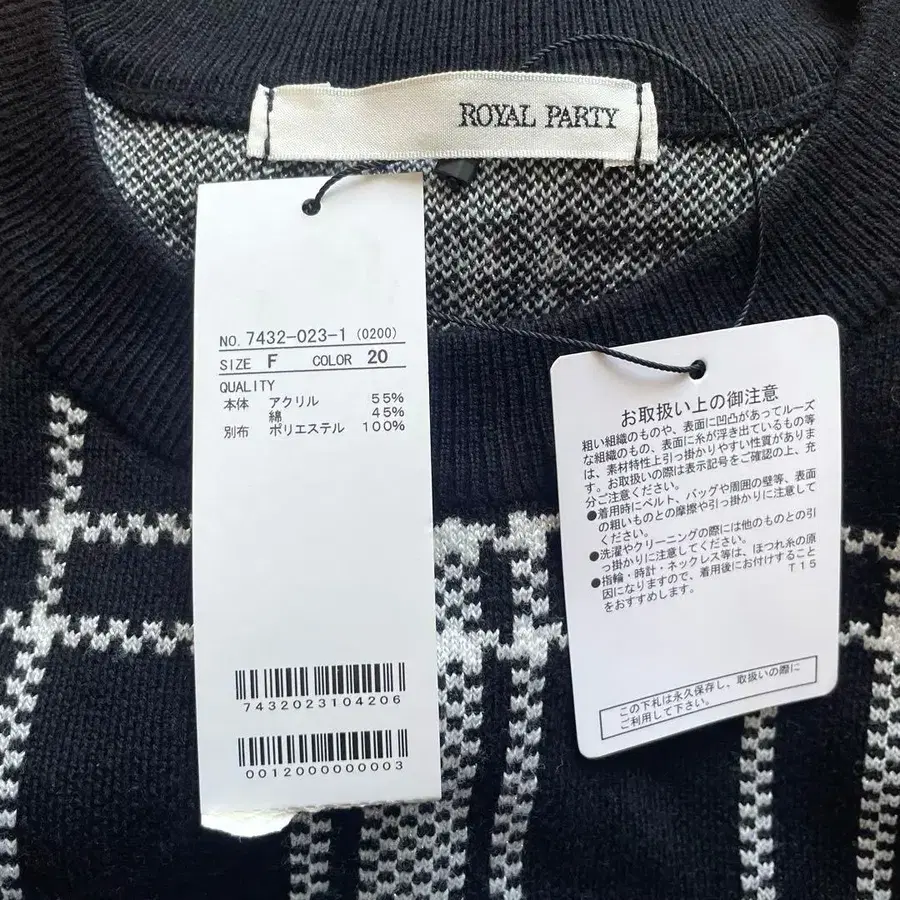 ROYAL PARTY
NO. 7432-023-1 (0200)
SIZE F COLOR 20
QUALITY
本体 アクリル 55%
綿 45%
別布 ポリエステル 100%
7432023104206
0012000000003
お取扱い上の御注意
粗い組織のものや、表面に凹凸があってルーズ
な組織のもの、表面に糸が浮き出ているもの等
は、素材特性上引っ掛かりやすい性質がありま
す。お取扱いの際は表示記号をご確認の上、充
分ご注意ください。
●着用時にベルト、バッグや周囲の壁等、表面
の粗いものとの摩擦や引っ掛かりに注意して
ください。
●洗濯やクリーニングの際には他のものとの引
っ掛かりに注意してください。
●指輪・時計・ネックレス等は、ほつれ糸の原
因になりますので、着用後にお付けすること
をおすすめします。 T15
この下札は永久保存し、取扱いの際に
ご利用して下さい。